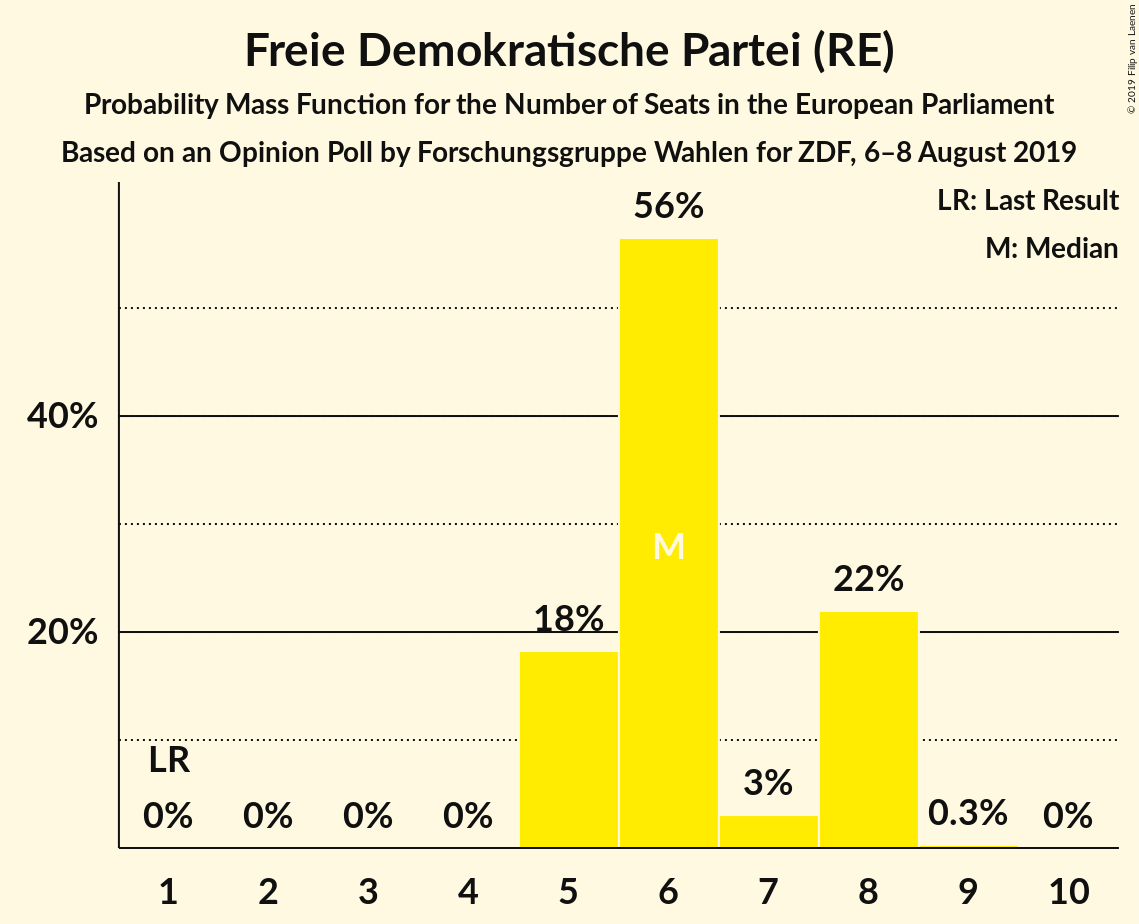 Freie Demokratische Partei (RE)
Probability Mass Function for the Number of Seats in the European Parliament
Based on an Opinion Poll by Forschungsgruppe Wahlen for ZDF, 6–8 August 2019
© 2019 Filip van Laenen
LR: Last Result
M: Median
56%
40%
M
22%
18%
20%
LR
3%
0% 0% 0% 0% 0.3% 0%
1 2 3 4 5 6 7 8 9 10